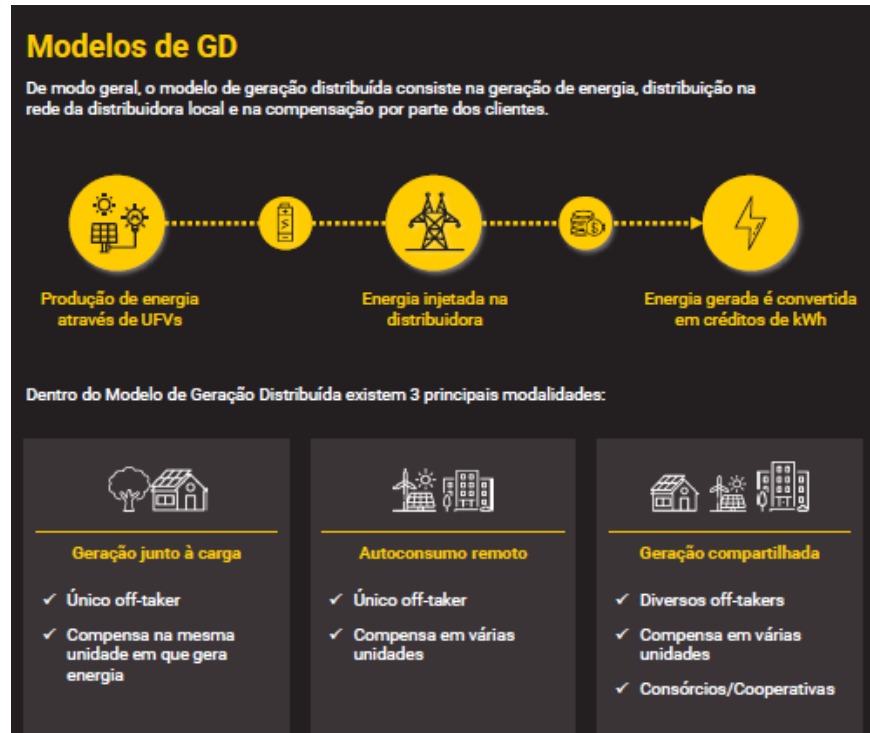 Modelos de GD
De modo geral, o modelo de geração distribuída consiste na geração de energia, distribuição na
rede da distribuidora local e na compensação por parte dos clientes.
Produção de energia
através de UFVs
Energia injetada na
distribuidora
Energia gerada é convertida
em créditos de kWh
Dentro do Modelo de Geração Distribuída existem 3 principais modalidades:
Geração junto à carga
✓ Único off-taker
✓ Compensa na mesma
unidade em que gera
energia
Autoconsumo remoto
✓ Único off-taker
✓ Compensa em várias
unidades
Geração compartilhada
✓ Diversos off-takers
✓ Compensa em várias
unidades
✓ Consórcios/Cooperativas